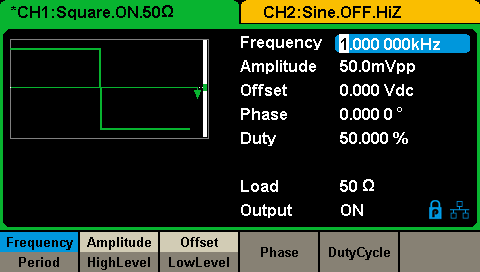 *CH1:Square.ON.50Ω
CH2:Sine.OFF.HiZ
Frequency 1.000 000kHz
Amplitude 50.0mVpp
Offset 0.000 Vdc
Phase 0.000 0 °
Duty 50.000 %
Load 50 Ω
Output ON
Frequency Amplitude Offset Phase DutyCycle
Period HighLevel LowLevel